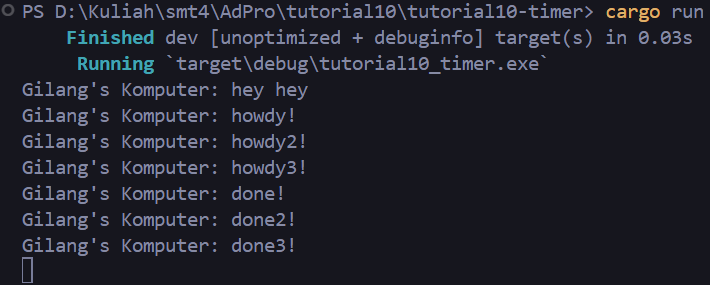 PS D:\Kuliah\smt4\AdPro\tutorial10\tutorial10-timer> cargo run
Finished dev [unoptimized + debuginfo] target(s) in 0.03s
Running `target\debug\tutorial10_timer.exe`
Gilang's Komputer: hey hey
Gilang's Komputer: howdy!
Gilang's Komputer: howdy2!
Gilang's Komputer: howdy3!
Gilang's Komputer: done!
Gilang's Komputer: done2!
Gilang's Komputer: done3!